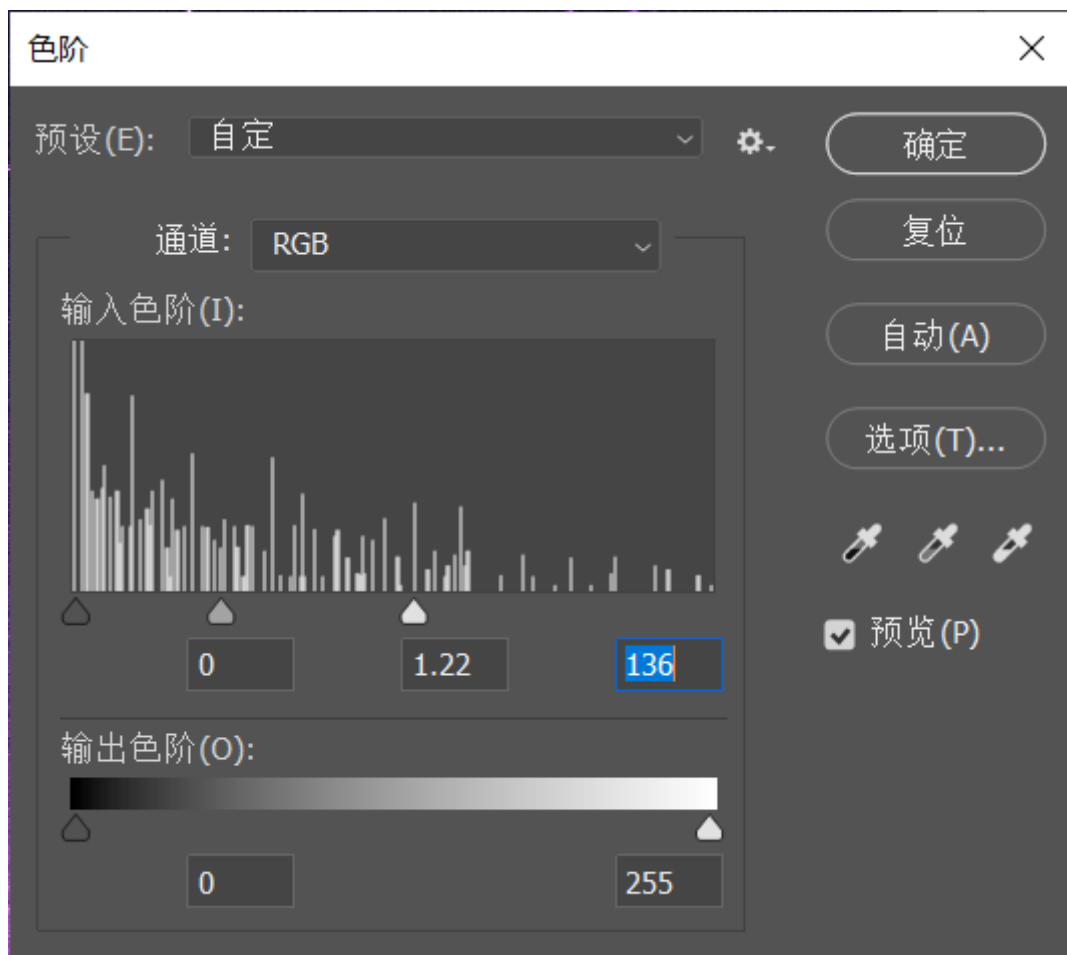 色阶
预设(E): 自定
确定
通道: RGB
复位
输入色阶(I):
自动(A)
选项(T)...
预览(P)
0 1.22 136
输出色阶(O):
0 255